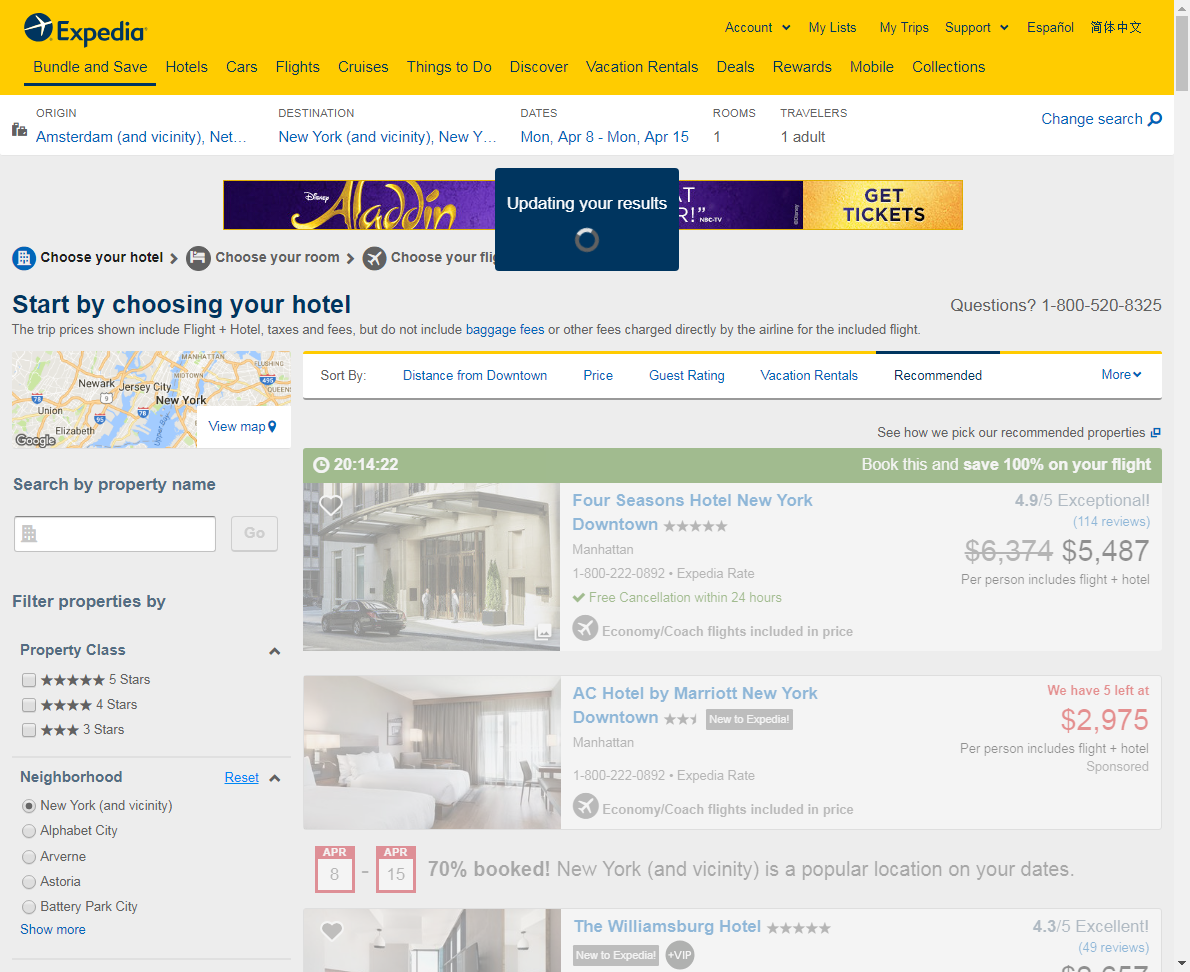 Expedia
Account My Lists My Trips Support Español 简体中文
Bundle and Save Hotels Cars Flights Cruises Things to Do Discover Vacation Rentals Deals Rewards Mobile Collections
ORIGIN DESTINATION DATES ROOMS TRAVELERS
Amsterdam (and vicinity), Net… New York (and vicinity), New Y… Mon, Apr 8 - Mon, Apr 15 1 1 adult
Change search
Disney
Aladdin
NBC-TV
©Disney
GET
TICKETS
Updating your results
Choose your hotel Choose your room Choose your flig
Start by choosing your hotel
Questions? 1-800-520-8325
The trip prices shown include Flight + Hotel, taxes and fees, but do not include baggage fees or other fees charged directly by the airline for the included flight.
MANHATTAN
FLUSHING
MIDTOWN
Newark
Jersey City
495
QUEENS
9
78
New York
Union
78
95
Elizabeth
Upper Bay
Google
View map
Sort By: Distance from Downtown Price Guest Rating Vacation Rentals Recommended More
See how we pick our recommended properties
Search by property name
Go
Filter properties by
Property Class
★★★★★ 5 Stars
★★★★ 4 Stars
★★★ 3 Stars
Neighborhood Reset
New York (and vicinity)
Alphabet City
Arverne
Astoria
Battery Park City
Show more
20:14:22 Book this and save 100% on your flight
Four Seasons Hotel New York
Downtown
Manhattan
1-800-222-0892 • Expedia Rate
Free Cancellation within 24 hours
Economy/Coach flights included in price
4.9/5 Exceptional!
(114 reviews)
$6,374 $5,487
Per person includes flight + hotel
AC Hotel by Marriott New York
Downtown New to Expedia!
Manhattan
1-800-222-0892 • Expedia Rate
Economy/Coach flights included in price
We have 5 left at
$2,975
Per person includes flight + hotel
Sponsored
APR
8
-
APR
15
70% booked! New York (and vicinity) is a popular location on your dates.
The Williamsburg Hotel
New to Expedia! +VIP
4.3/5 Excellent!
(49 reviews)